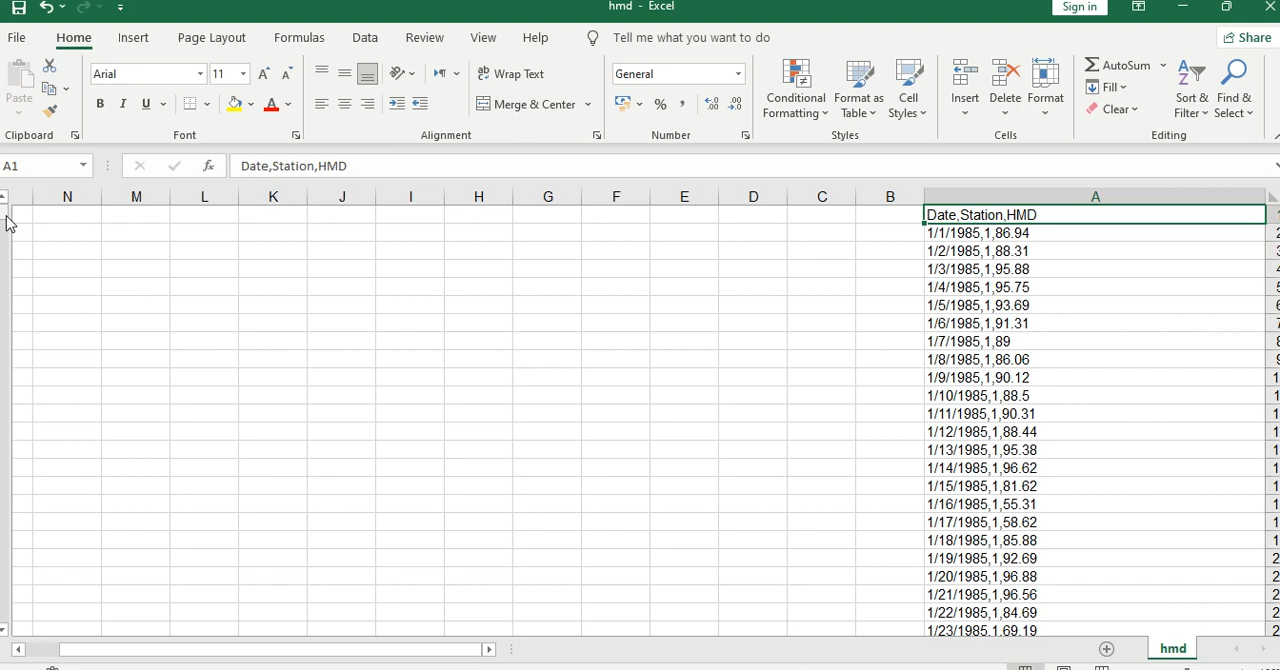 hmd - Excel
Sign in
File Home Insert Page Layout Formulas Data Review View Help Tell me what you want to do Share
Paste
Arial 11
B I U A
Wrap Text
Merge & Center
General
% ,
Conditional Formatting
Format as Table
Cell Styles
Insert Delete Format
AutoSum
Fill
Clear
Sort & Filter
Find & Select
Clipboard Font Alignment Number Styles Cells Editing
A1 fx Date,Station,HMD
N M L K J I H G F E D C B A
Date,Station,HMD 1
1/1/1985,1,86.94 2
1/2/1985,1,88.31 3
1/3/1985,1,95.88 4
1/4/1985,1,95.75 5
1/5/1985,1,93.69 6
1/6/1985,1,91.31 7
1/7/1985,1,89 8
1/8/1985,1,86.06 9
1/9/1985,1,90.12
1/10/1985,1,88.5
1/11/1985,1,90.31
1/12/1985,1,88.44
1/13/1985,1,95.38
1/14/1985,1,96.62
1/15/1985,1,81.62
1/16/1985,1,55.31
1/17/1985,1,58.62
1/18/1985,1,85.88
1/19/1985,1,92.69
1/20/1985,1,96.88
1/21/1985,1,96.56
1/22/1985,1,84.69
1/23/1985,1,69.19
hmd